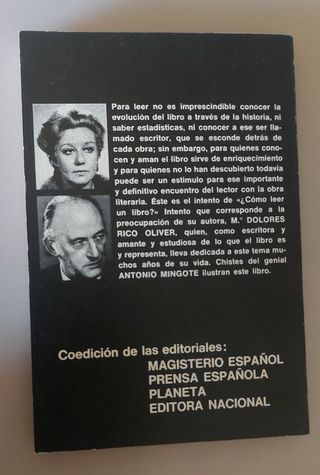 Para leer no es imprescindible conocer la
evolución del libro a través de la historia, ni
saber estadísticas, ni conocer a ese ser lla-
mado escritor, que se esconde detrás de
cada obra; sin embargo, para quienes cono-
cen y aman el libro sirve de enriquecimiento
y para quienes no lo han descubierto todavía
puede ser un estimulo para ese importante
y definitivo encuentro del lector con la obra
literaria. Éste es el intento de «¿Cómo leer
un libro?» Intento que corresponde a la
preocupación de su autora, M.ª DOLORES
RICO OLIVER, quien, como escritora y
amante y estudiosa de lo que el libro es
y representa, lleva dedicada a este tema mu-
chos años de su vida. Chistes del genial
ANTONIO MINGOTE ilustran este libro.
Coedición de las editoriales:
MAGISTERIO ESPAÑOL
PRENSA ESPAÑOLA
PLANETA
EDITORA NACIONAL